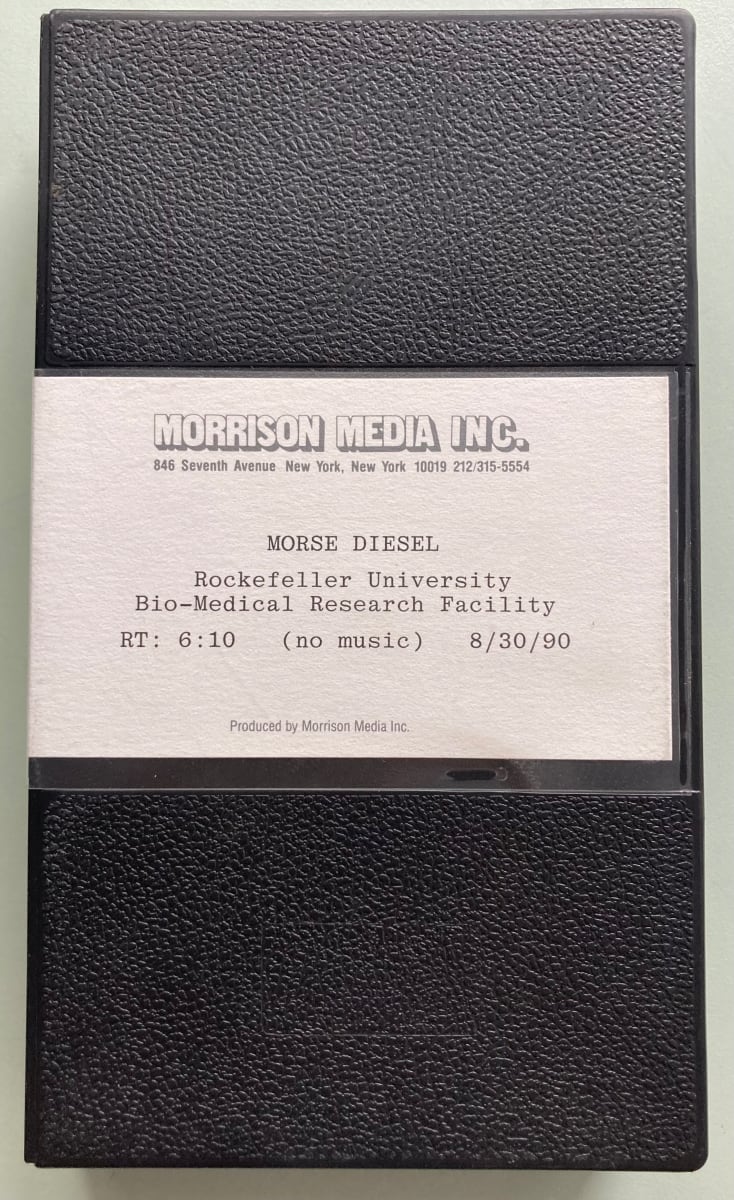 MORRISON MEDIA INC.
846 Seventh Avenue New York, New York 10019 212/315-5554
MORSE DIESEL
Rockefeller University
Bio-Medical Research Facility
RT: 6:10 (no music) 8/30/90
Produced by Morrison Media Inc.